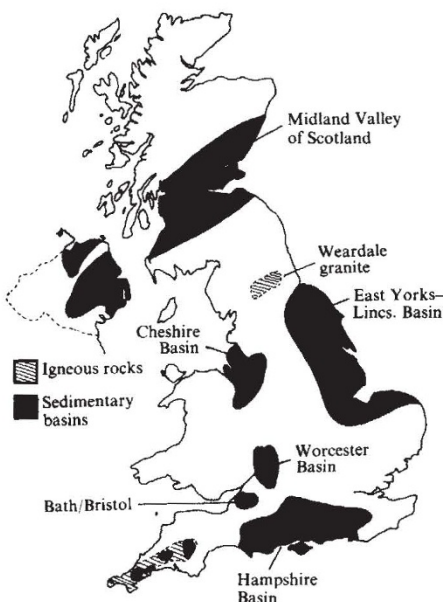 Midland Valley
of Scotland
Weardale
granite
East Yorks–
Lincs. Basin
Cheshire
Basin
Igneous rocks
Sedimentary
basins
Worcester
Basin
Bath/Bristol
Hampshire
Basin